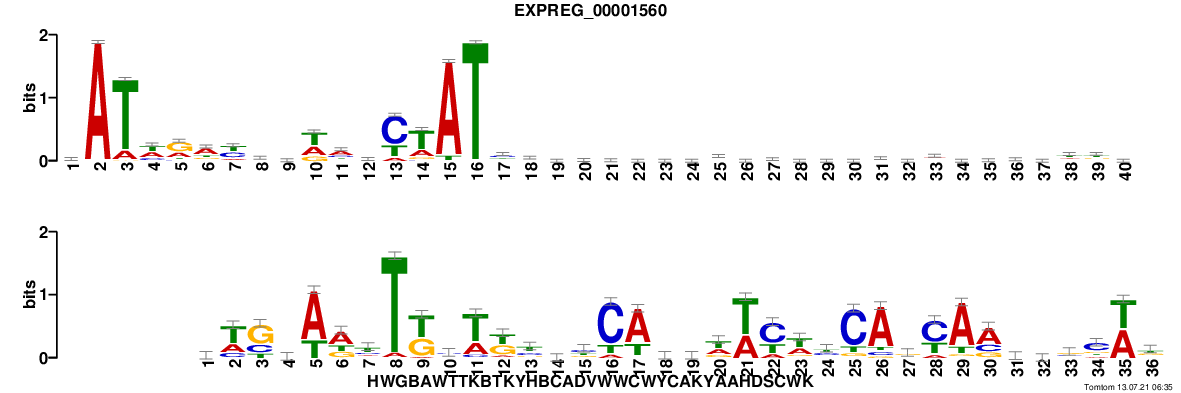 EXPREG_00001560
2
bits
1
0
A T C T A T
1 2 3 4 5 6 7 8 9 10 11 12 13 14 15 16 17 18 19 20 21 22 23 24 25 26 27 28 29 30 31 32 33 34 35 36 37 38 39 40
2
bits
1
0
T G A A T T T T C A T C T C A C A A C T
1 2 3 4 5 6 7 8 9 10 11 12 13 14 15 16 17 18 19 20 21 22 23 24 25 26 27 28 29 30 31 32 33 34 35 36
HWGBAWTTKBTKYHBCADVWWCWYCAKYAAHDSCWK
Tomtom 13.07.21 06:35